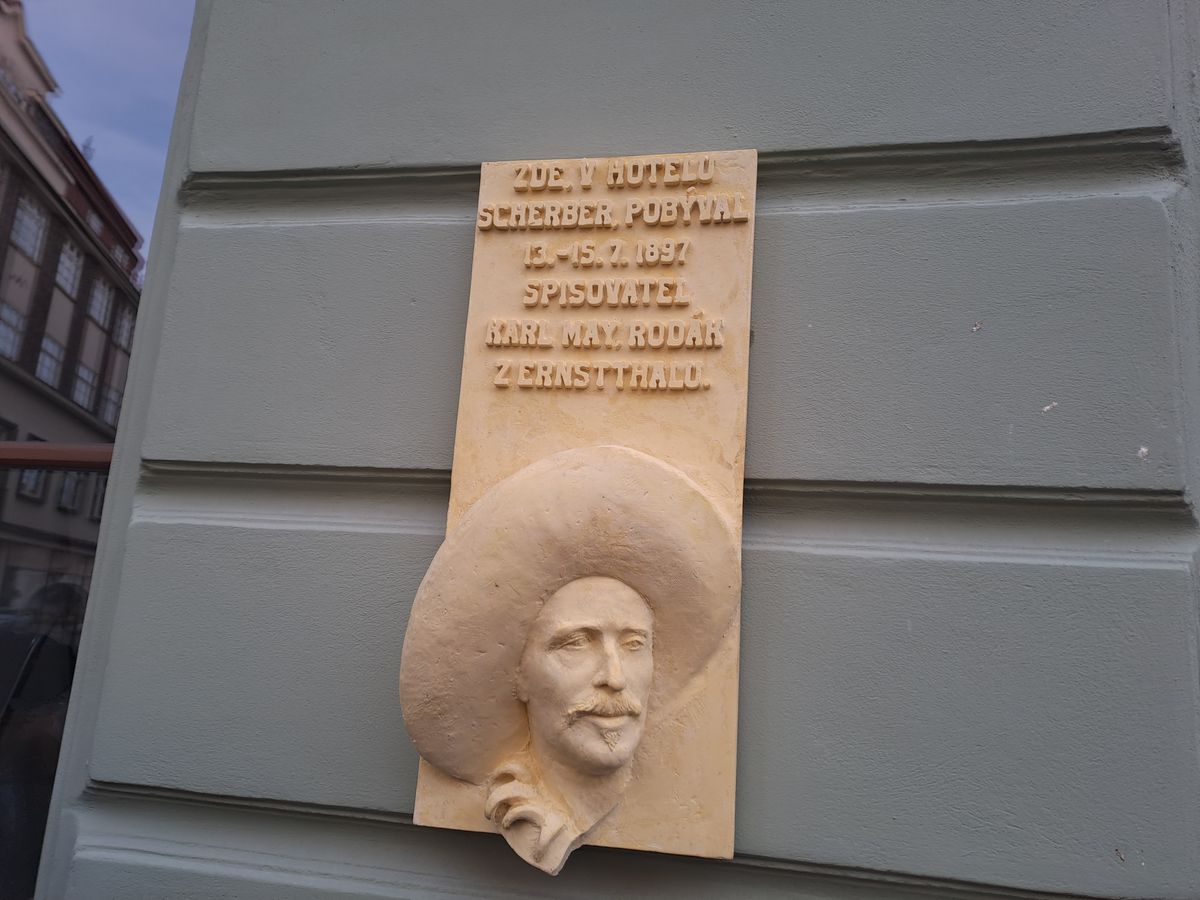 ZDE, V HOTELU
SCHERBER, POBÝVAL
13.-15.7.1897
SPISOVATEL
KARL MAY, RODÁK
Z ERNSTTHALU.